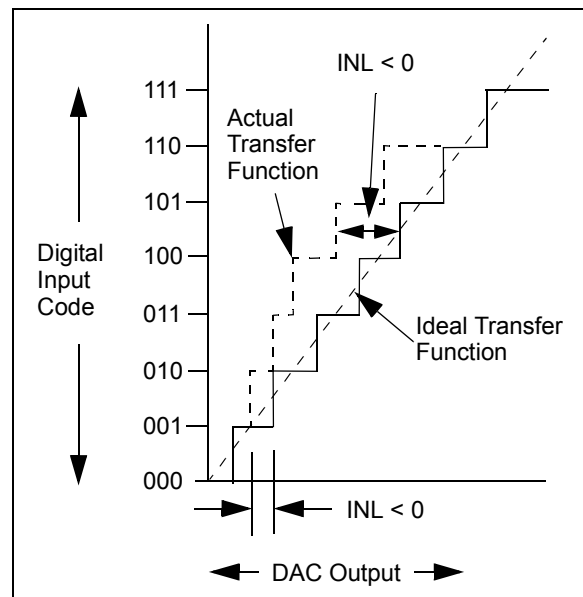 INL < 0
111
Actual
Transfer
Function
110
101
Digital
Input
Code
100
011
Ideal Transfer
Function
010
001
000
INL < 0
DAC Output